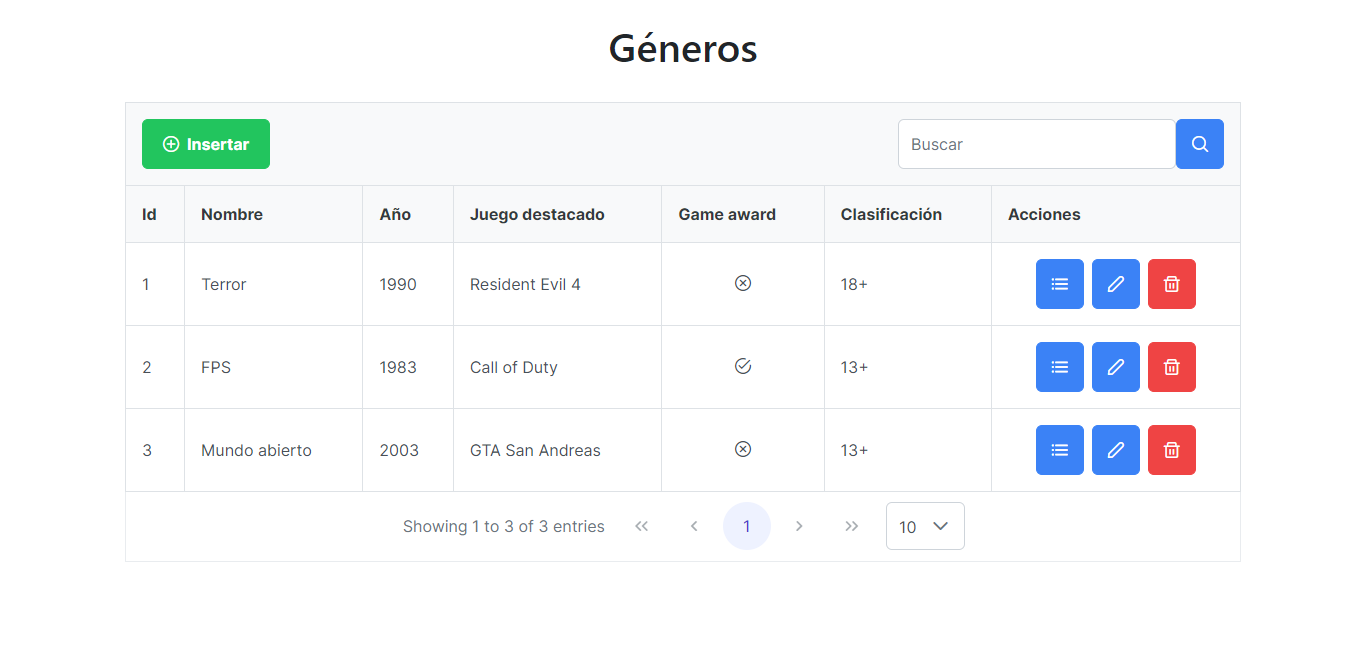 Géneros
Insertar
Buscar
Id Nombre Año Juego destacado Game award Clasificación Acciones
1 Terror 1990 Resident Evil 4 18+
2 FPS 1983 Call of Duty 13+
3 Mundo abierto 2003 GTA San Andreas 13+
Showing 1 to 3 of 3 entries 1 10